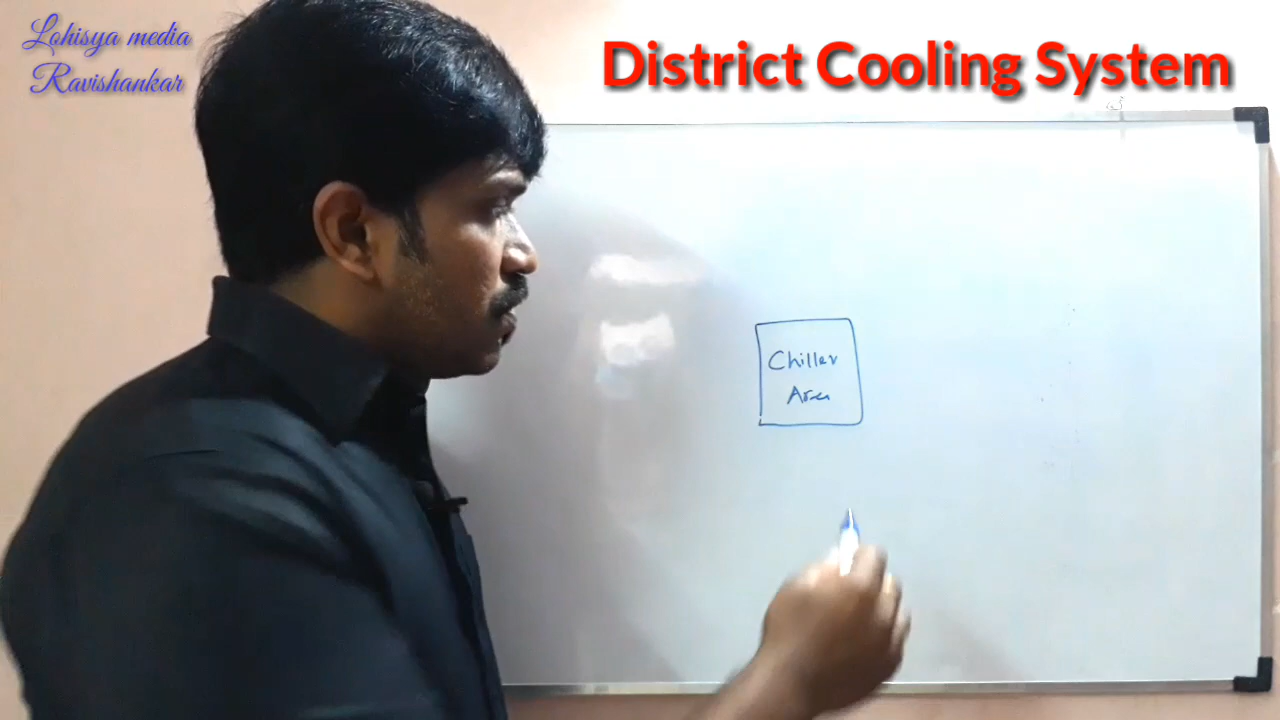 Lohisya media
Ravishankar
District Cooling System
Chiller
Area